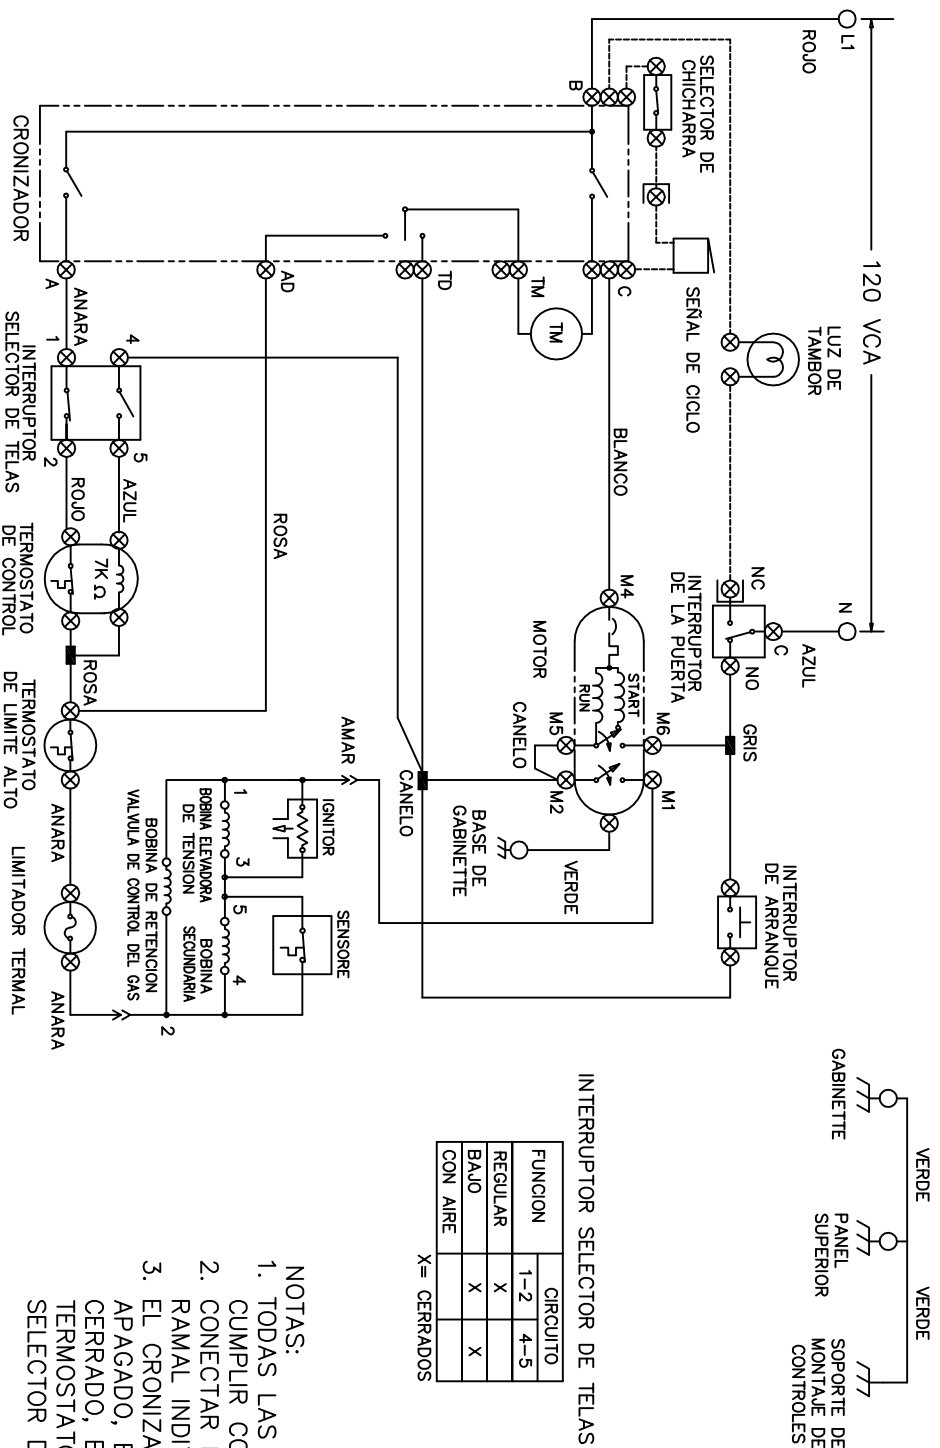 120 VCA
L1
ROJO
N
AZUL
LUZ DE
TAMBOR
SELECTOR DE
CHICHARRA
SEÑAL DE CICLO
NC
C
NO
INTERRUPTOR
DE LA PUERTA
GRIS
INTERRUPTOR
DE ARRANQUE
B
C
BLANCO
M4
MOTOR
START
RUN
M6
M1
M5
M2
CANELO
VERDE
BASE DE
GABINETTE
TM
TM
TD
AD
A
CRONIZADOR
CANELO
AMAR
ROSA
IGNITOR
SENSORE
1
3
5
4
BOBINA ELEVADORA
DE TENSION
BOBINA
SECUNDARIA
BOBINA DE RETENCION
VALVULA DE CONTROL DEL GAS
2
ANARA
1
4
2
5
INTERRUPTOR
SELECTOR DE TELAS
AZUL
ROJO
7K Ω
TERMOSTATO
DE CONTROL
ROSA
TERMOSTATO
DE LIMITE ALTO
ANARA
LIMITADOR TERMAL
ANARA
VERDE
VERDE
GABINETTE
PANEL
SUPERIOR
SOPORTE DE
MONTAJE DE
CONTROLES
INTERRUPTOR SELECTOR DE TELAS
FUNCION CIRCUITO
1-2 4-5
REGULAR X
BAJO X X
CON AIRE
X= CERRADOS
NOTAS:
1. TODAS LAS
CUMPLIR CO
2. CONECTAR
RAMAL INDI
3. EL CRONIZA
APAGADO, E
CERRADO, E
TERMOSTATO
SELECTOR D